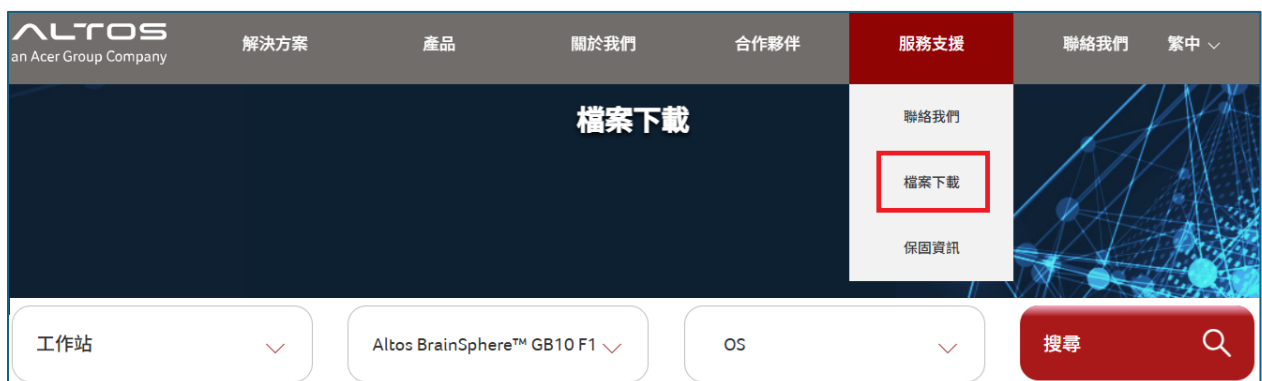 ALTOS
an Acer Group Company
解決方案
產品
關於我們
合作夥伴
服務支援
聯絡我們
繁中
檔案下載
聯絡我們
檔案下載
保固資訊
工作站
Altos BrainSphere™ GB10 F1
OS
搜尋